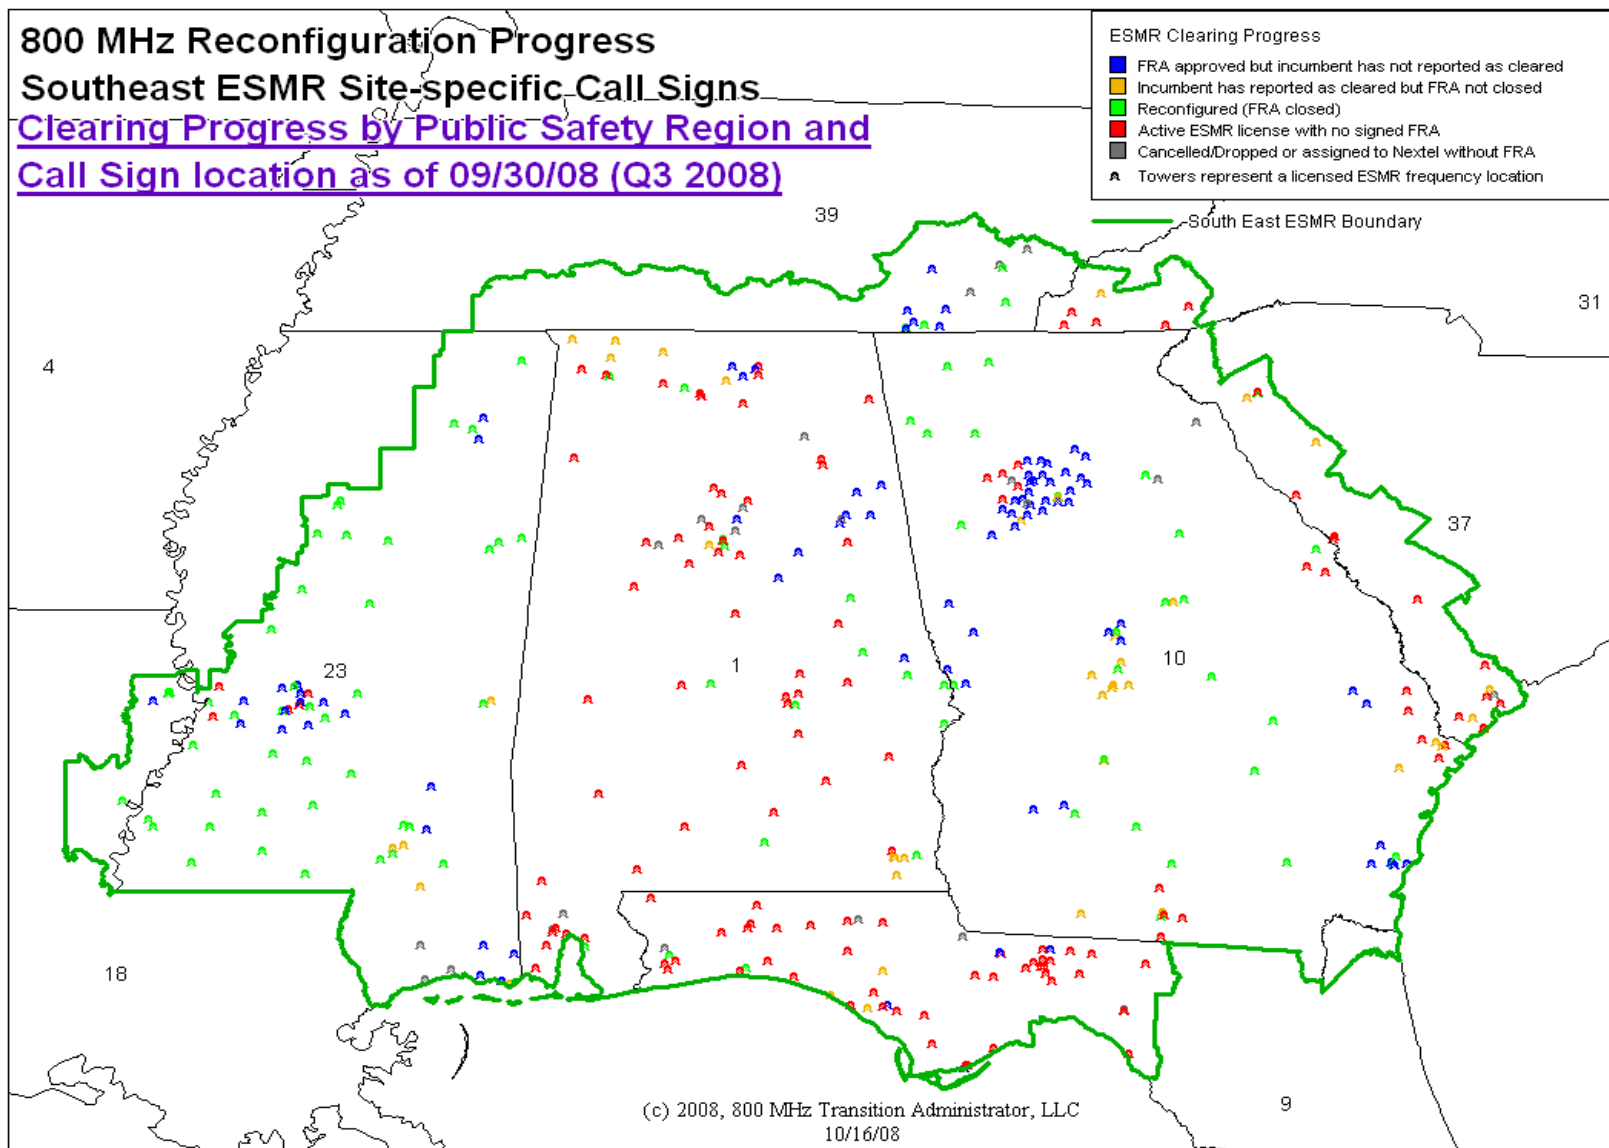 800 MHz Reconfiguration Progress
Southeast ESMR Site-specific Call Signs
Clearing Progress by Public Safety Region and
Call Sign location as of 09/30/08 (Q3 2008)
ESMR Clearing Progress
FRA approved but incumbent has not reported as cleared
Incumbent has reported as cleared but FRA not closed
Reconfigured (FRA closed)
Active ESMR license with no signed FRA
Cancelled/Dropped or assigned to Nextel without FRA
Towers represent a licensed ESMR frequency location
South East ESMR Boundary
39
31
4
37
23
1
10
18
9
(c) 2008, 800 MHz Transition Administrator, LLC
10/16/08